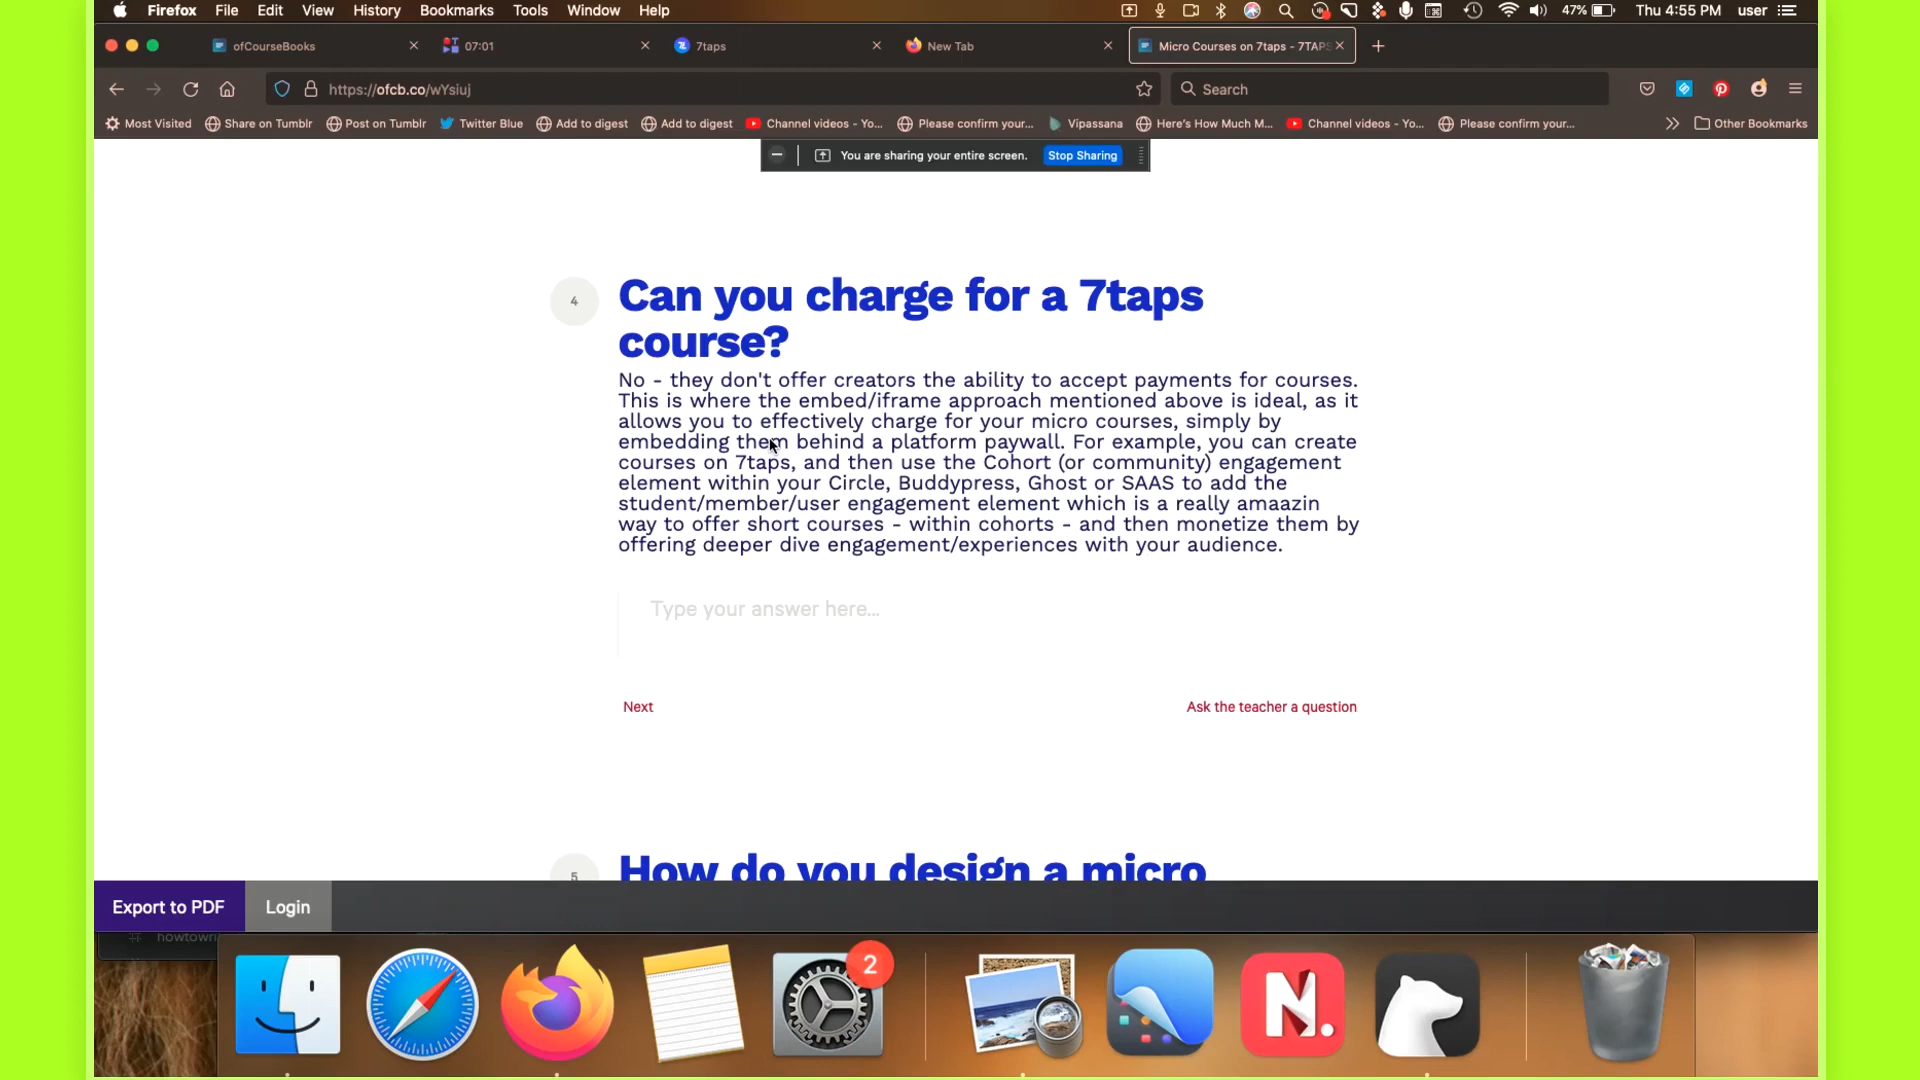 Firefox File Edit View History Bookmarks Tools Window Help 47% Thu 4:55 PM user
ofCourseBooks 07:01 7taps New Tab Micro Courses on 7taps - 7TAPS
https://ofcb.co/wYsiuj Search
Most Visited Share on Tumblr Post on Tumblr Twitter Blue Add to digest Add to digest Channel videos - Yo... Please confirm your... Vipassana Here's How Much M... Channel videos - Yo... Please confirm your... Other Bookmarks
You are sharing your entire screen. Stop Sharing
4
Can you charge for a 7taps
course?
No - they don't offer creators the ability to accept payments for courses.
This is where the embed/iframe approach mentioned above is ideal, as it
allows you to effectively charge for your micro courses, simply by
embedding them behind a platform paywall. For example, you can create
courses on 7taps, and then use the Cohort (or community) engagement
element within your Circle, Buddypress, Ghost or SAAS to add the
student/member/user engagement element which is a really amaazin
way to offer short courses - within cohorts - and then monetize them by
offering deeper dive engagement/experiences with your audience.
Type your answer here...
Next Ask the teacher a question
5
How do you design a micro
Export to PDF Login
howtowri
2
N.